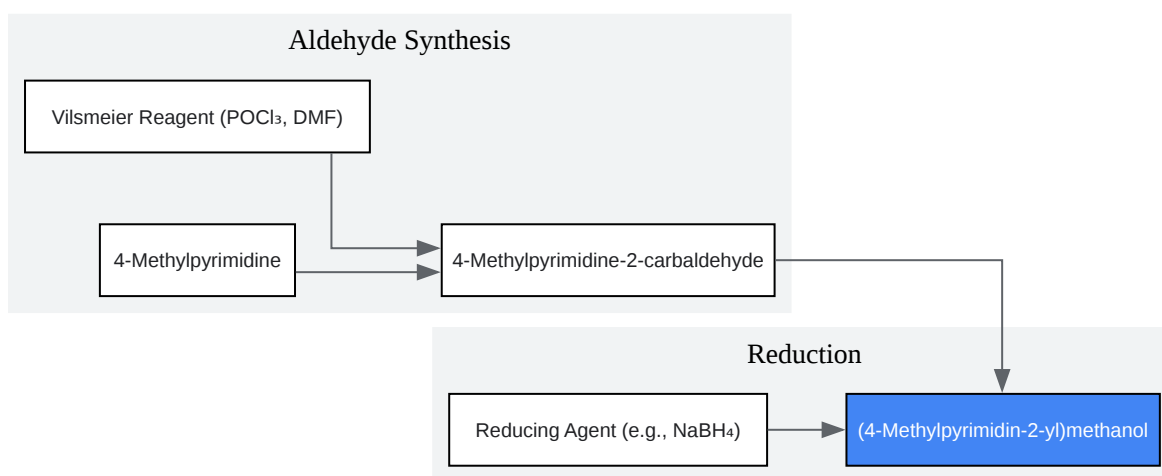 Aldehyde Synthesis
Vilsmeier Reagent (POCl₃, DMF)
4-Methylpyrimidine
4-Methylpyrimidine-2-carbaldehyde
Reduction
Reducing Agent (e.g., NaBH₄)
(4-Methylpyrimidin-2-yl)methanol